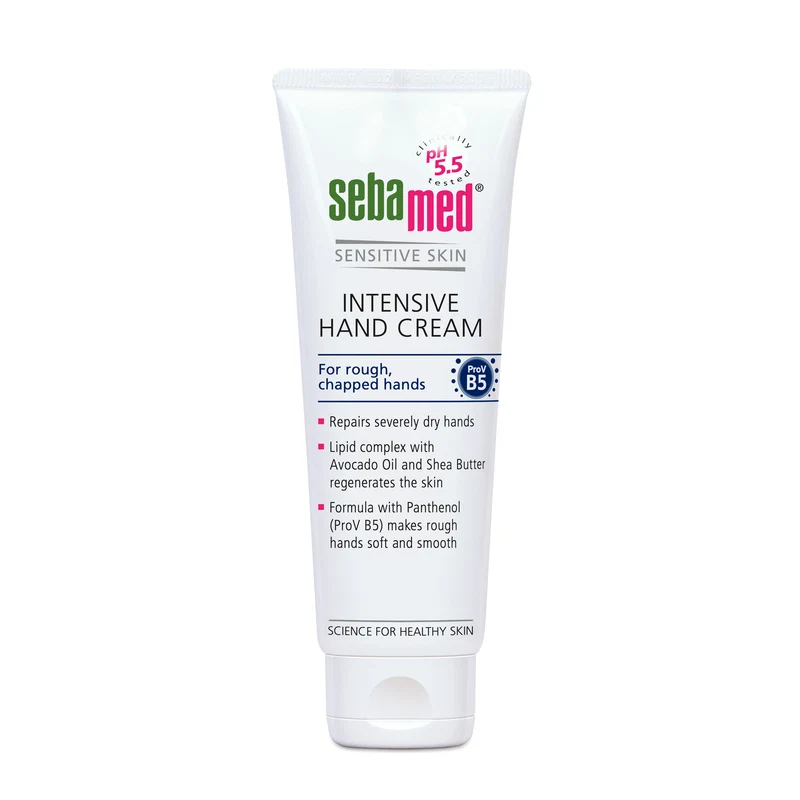 clinically
pH
5.5
tested
sebamed®
SENSITIVE SKIN
INTENSIVE
HAND CREAM
For rough,
chapped hands
ProV
B5
Repairs severely dry hands
Lipid complex with
Avocado Oil and Shea Butter
regenerates the skin
Formula with Panthenol
(ProV B5) makes rough
hands soft and smooth
SCIENCE FOR HEALTHY SKIN